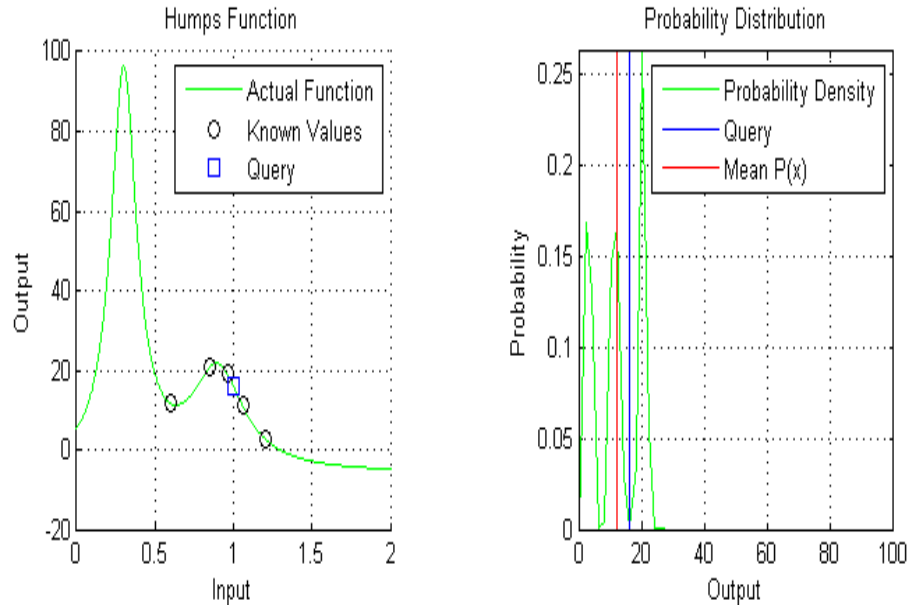 Humps Function
100
80
60
40
20
0
-20
0 0.5 1 1.5 2
Output
Input
Actual Function
Known Values
Query
Probability Distribution
0.25
0.2
0.15
0.1
0.05
0
0 20 40 60 80 100
Probability
Output
Probability Density
Query
Mean P(x)